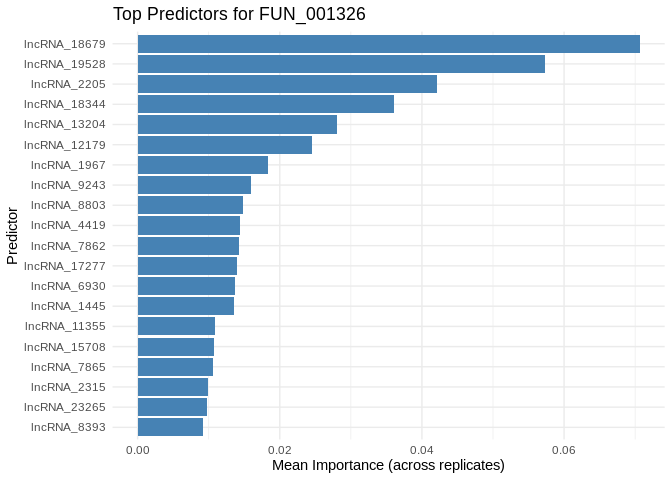 Top Predictors for FUN_001326
Predictor
lncRNA_18679
lncRNA_19528
lncRNA_2205
lncRNA_18344
lncRNA_13204
lncRNA_12179
lncRNA_1967
lncRNA_9243
lncRNA_8803
lncRNA_4419
lncRNA_7862
lncRNA_17277
lncRNA_6930
lncRNA_1445
lncRNA_11355
lncRNA_15708
lncRNA_7865
lncRNA_2315
lncRNA_23265
lncRNA_8393
0.00 0.02 0.04 0.06
Mean Importance (across replicates)